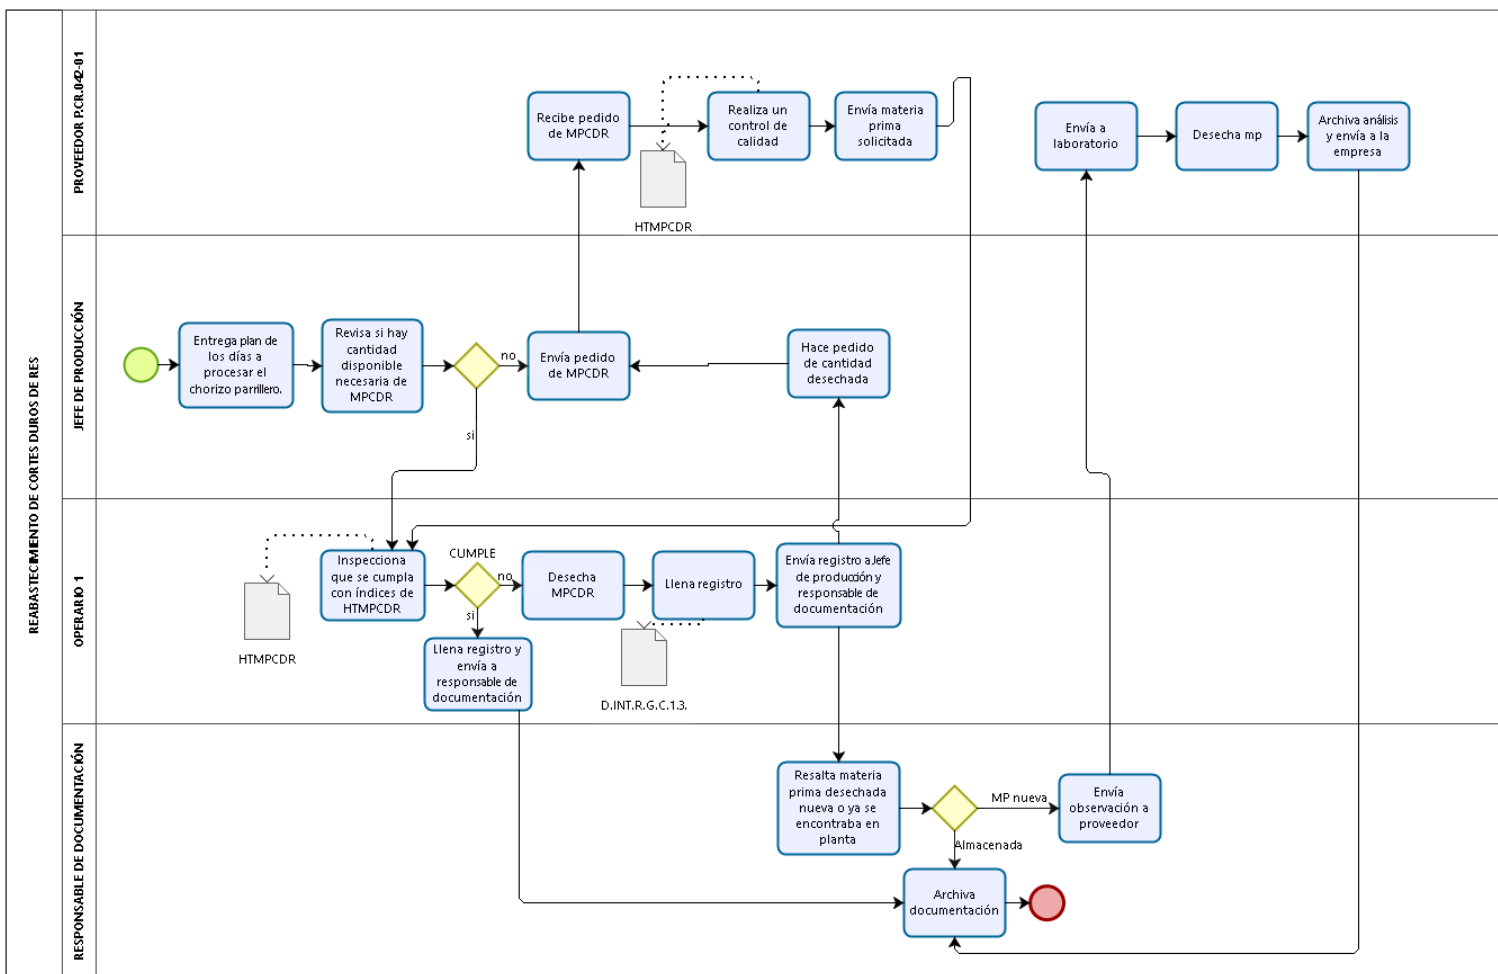 REABASTECIMIENTO DE CORTES DUROS DE RES
PROVEEDOR P.CR.042-01
Recibe pedido
de MPCDR
Realiza un
control de
calidad
Envía materia
prima
solicitada
HTMPCDR
Envía a
laboratorio
Desecha mp
Archiva análisis
y envía a la
empresa
JEFE DE PRODUCCIÓN
Entrega plan de
los días a
procesar el
chorizo parrillero.
Revisa si hay
cantidad
disponible
necesaria de
MPCDR
no
si
Envía pedido
de MPCDR
Hace pedido
de cantidad
desechada
OPERARIO 1
Inspecciona
que se cumpla
con índices de
HTMPCDR
HTMPCDR
CUMPLE
no
si
Desecha
MPCDR
Llena registro
Envía registro a Jefe
de producción y
responsable de
documentación
Llena registro y
envía a
responsable de
documentación
D.INT.R.G.C.1.3.
RESPONSABLE DE DOCUMENTACIÓN
Resalta materia
prima desechada
nueva o ya se
encontraba en
planta
MP nueva
Almacenada
Envía
observación a
proveedor
Archiva
documentación